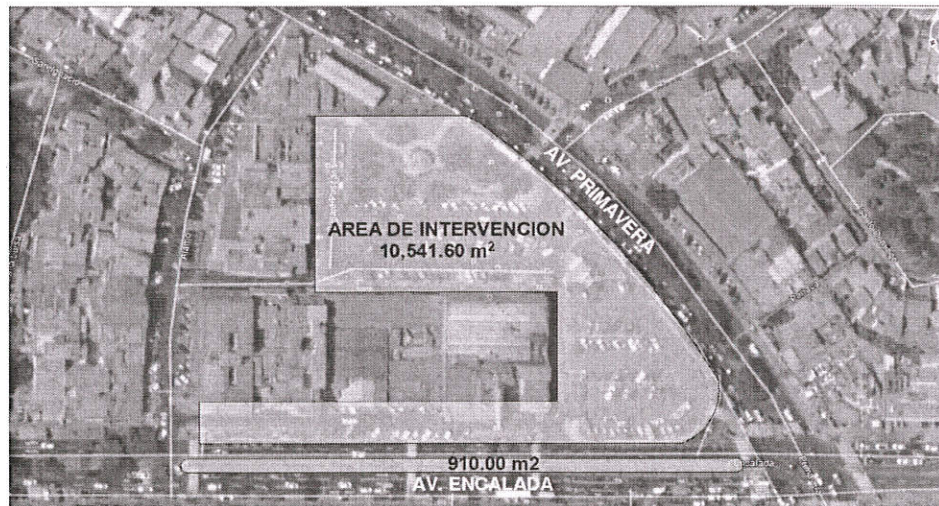 AV. PRIMAVERA
AREA DE INTERVENCION
10,541.60 m²
910.00 m2
AV. ENCALADA